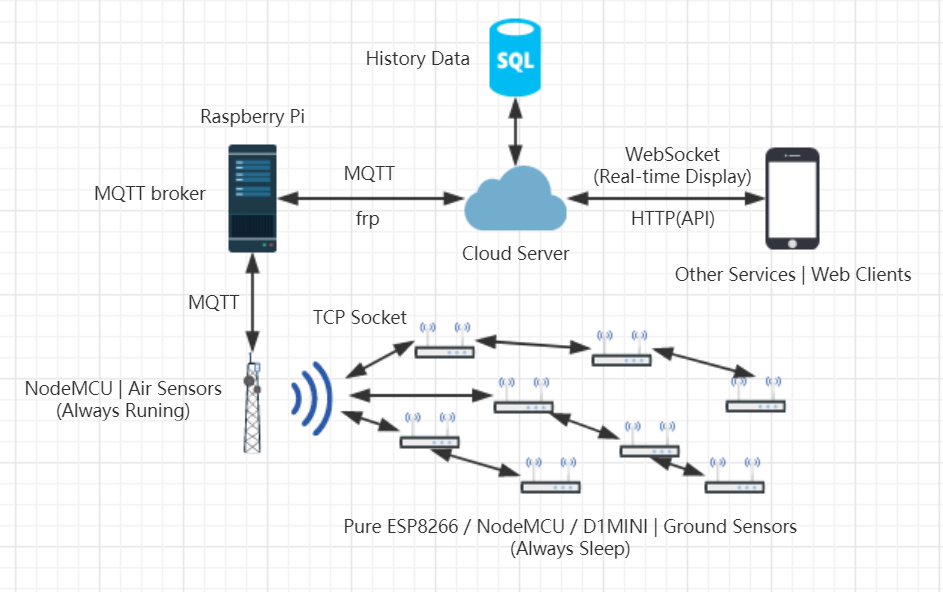 History Data
SQL
Raspberry Pi
MQTT broker
MQTT
frp
Cloud Server
WebSocket
(Real-time Display)
HTTP(API)
Other Services | Web Clients
MQTT
TCP Socket
NodeMCU | Air Sensors
(Always Runing)
Pure ESP8266 / NodeMCU / D1MINI | Ground Sensors
(Always Sleep)